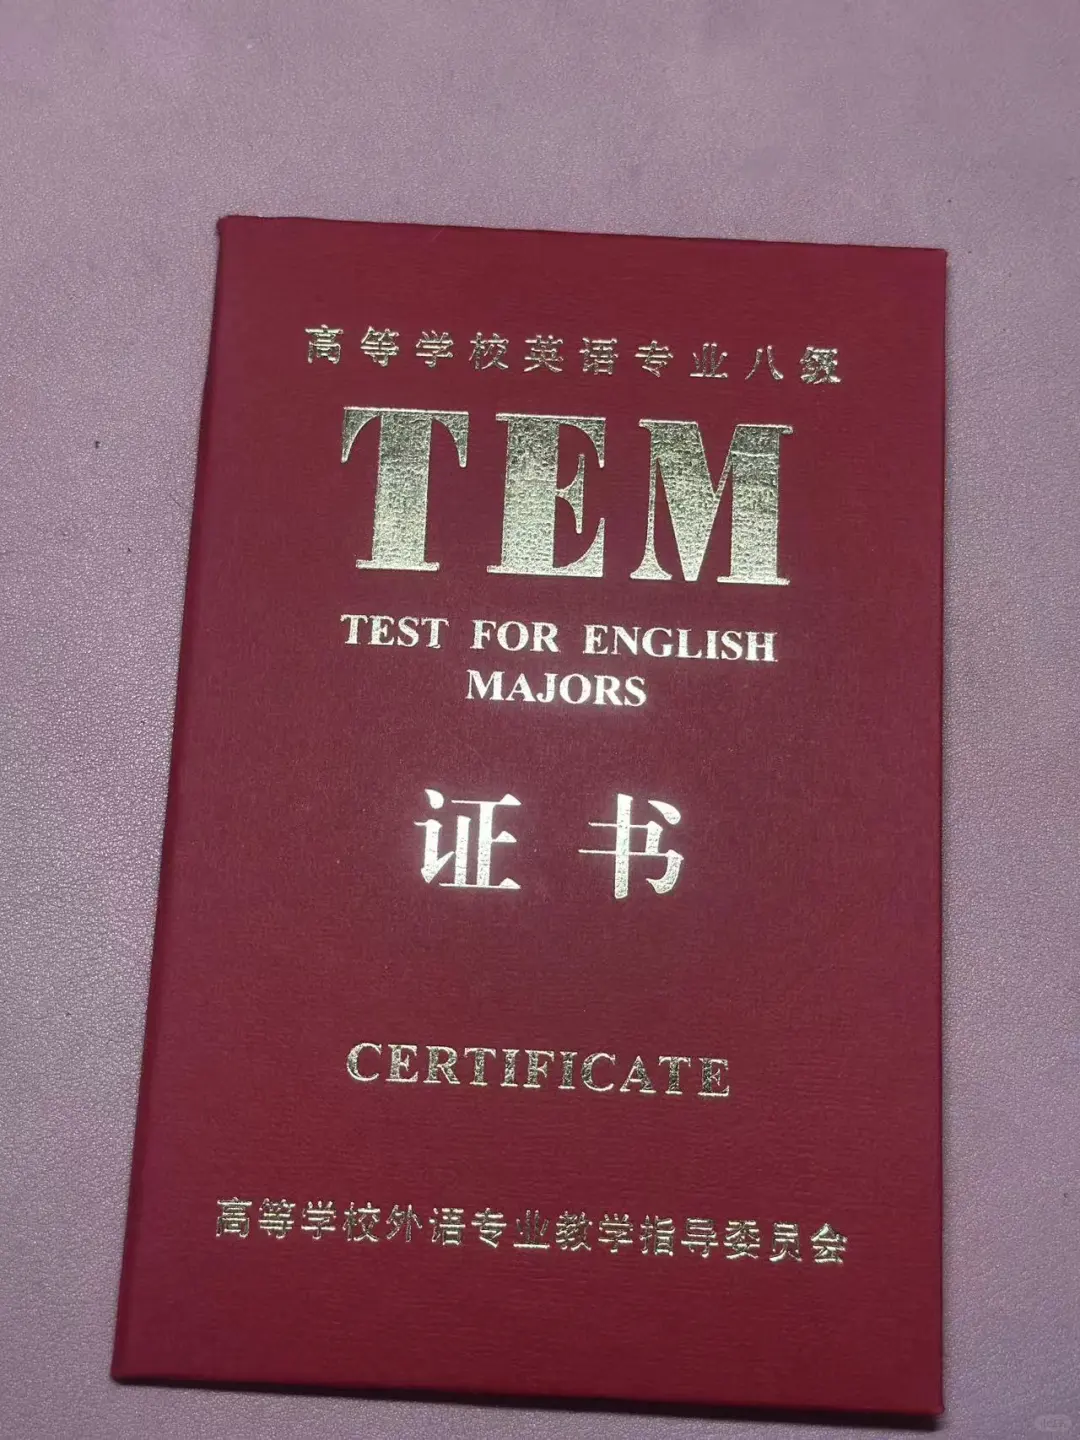 高等学校英语专业八级
TEM
TEST FOR ENGLISH
MAJORS
证书
CERTIFICATE
高等学校外语专业教学指导委员会